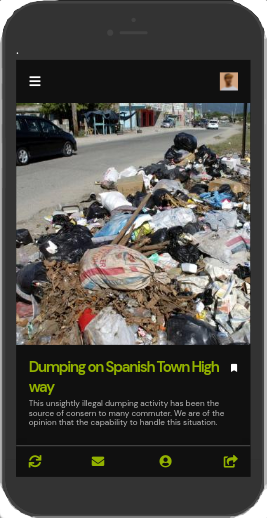 Dumping on Spanish Town High
way
This unsightly illegal dumping activity has been the
source of consern to many commuter. We are of the
opinion that the capability to handle this situation.